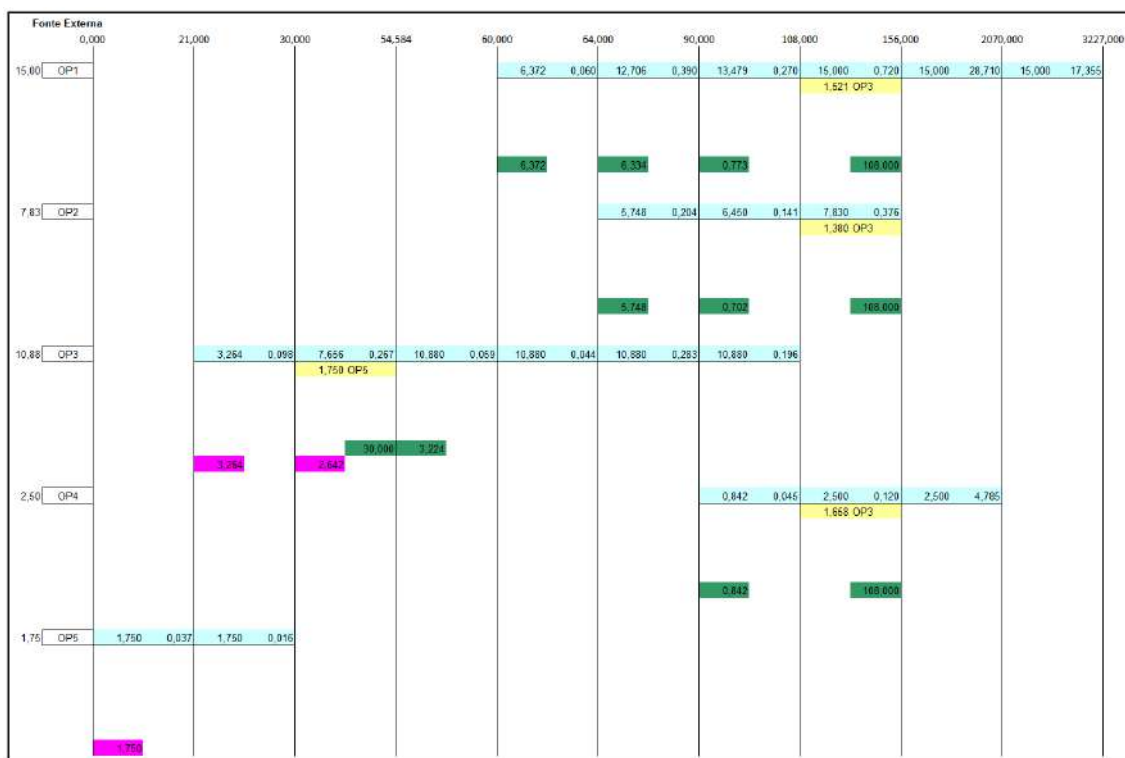 Fonte Externa
0,000 21,000 30,000 54,584 60,000 64,000 90,000 108,000 156,000 2070,000 3227,000
15,00 OP1 6,372 0,060 12,706 0,390 13,479 0,270 15,000 0,720 15,000 28,710 15,000 17,355
1,521 OP3
6,372 6,334 0,773 108,000
7,83 OP2 5,748 0,204 6,450 0,141 7,830 0,376
1,380 OP3
5,748 0,702 108,000
10,88 OP3 3,264 0,098 7,656 0,267 10,880 0,059 10,880 0,044 10,880 0,283 10,880 0,196
1,750 OP5
30,000 3,224
3,264 2,642
2,50 OP4 0,842 0,045 2,500 0,120 2,500 4,785
1,658 OP3
0,842 108,000
1,75 OP5 1,750 0,037 1,750 0,016
1,750